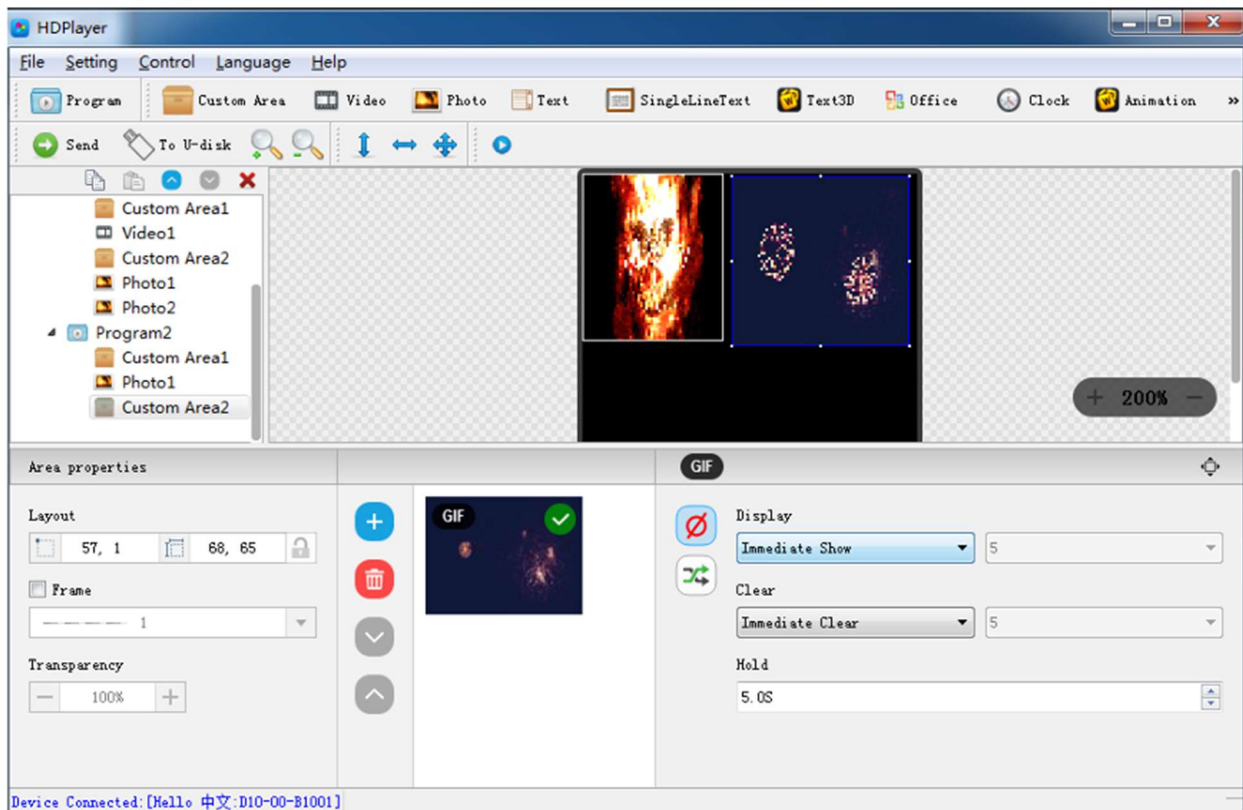 HDPlayer
File Setting Control Language Help
Program Custom Area Video Photo Text SingleLineText Text3D Office Clock Animation »
Send To U-disk
Custom Area1
Video1
Custom Area2
Photo1
Photo2
Program2
Custom Area1
Photo1
Custom Area2
+ 200% −
Area properties
GIF
Layout
57, 1 68, 65
Frame
1
Transparency
− 100% +
GIF
Display
Immediate Show 5
Clear
Immediate Clear 5
Hold
5.0S
Device Connected:[Hello 中文:D10-00-B1001]